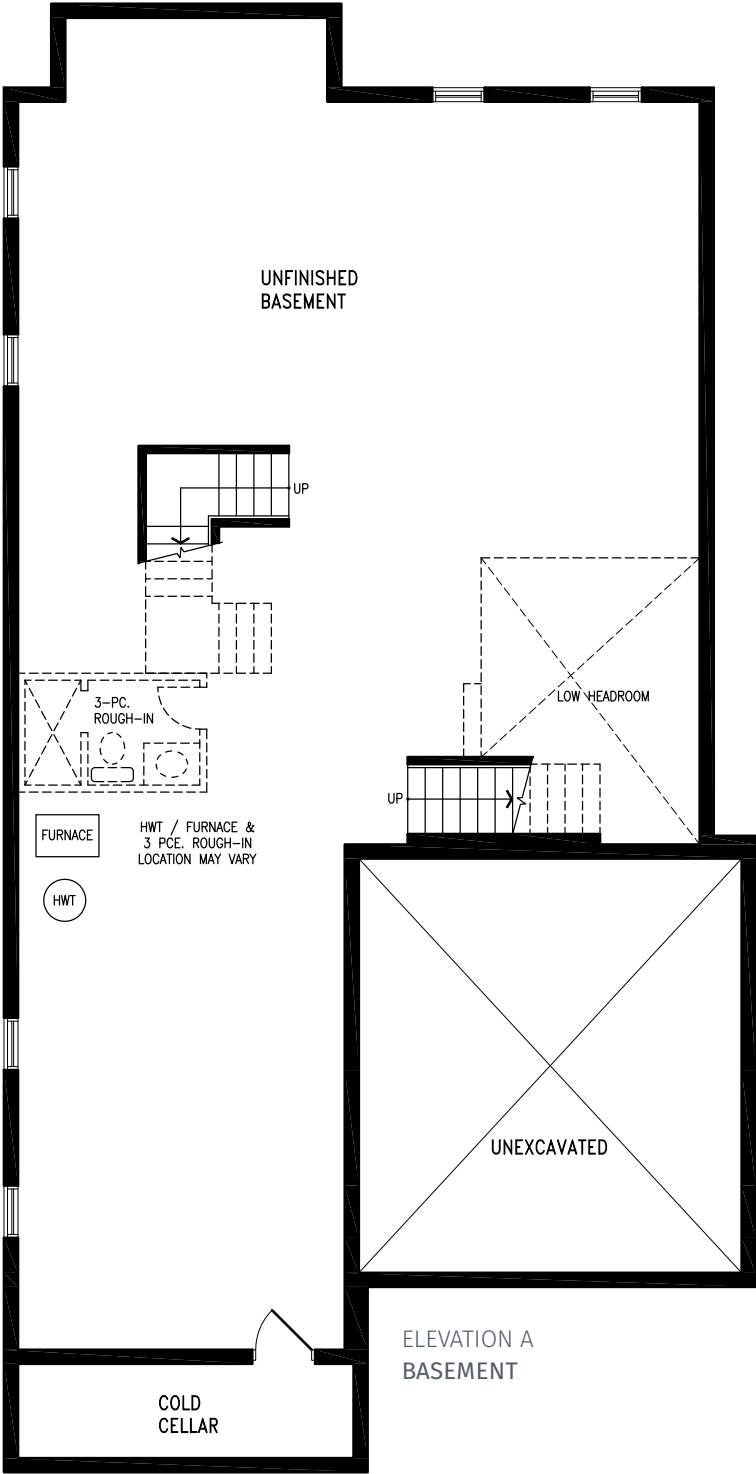 UNFINISHED
BASEMENT
UP
3-PC.
ROUGH-IN
LOW HEADROOM
UP
FURNACE
HWT / FURNACE &
3 PCE. ROUGH-IN
LOCATION MAY VARY
HWT
UNEXCAVATED
ELEVATION A
BASEMENT
COLD
CELLAR